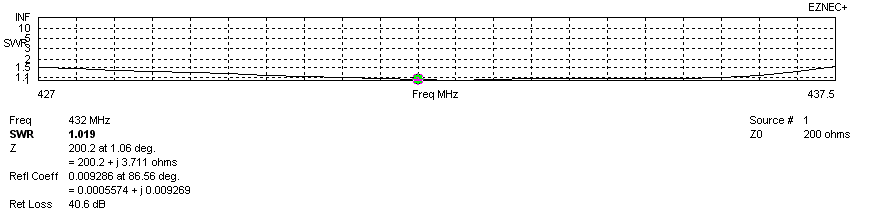 EZNEC+
INF
10
5
3
SWR
2
1.5
1.1
427 Freq MHz 437.5
Freq 432 MHz Source # 1
SWR 1.019 Z0 200 ohms
Z 200.2 at 1.06 deg.
= 200.2 + j 3.711 ohms
Refl Coeff 0.009286 at 86.56 deg.
= 0.0005574 + j 0.009269
Ret Loss 40.6 dB